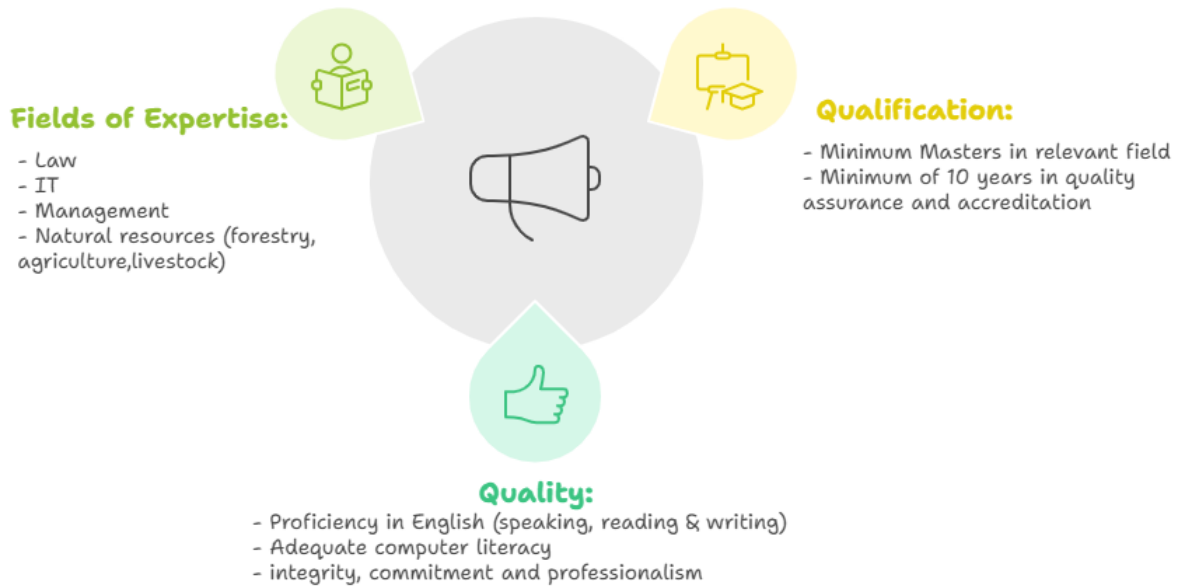 Fields of Expertise:
- Law
- IT
- Management
- Natural resources (forestry,
agriculture,livestock)
Qualification:
- Minimum Masters in relevant field
- Minimum of 10 years in quality
assurance and accreditation
Quality:
- Proficiency in English (speaking, reading & writing)
- Adequate computer literacy
- integrity, commitment and professionalism